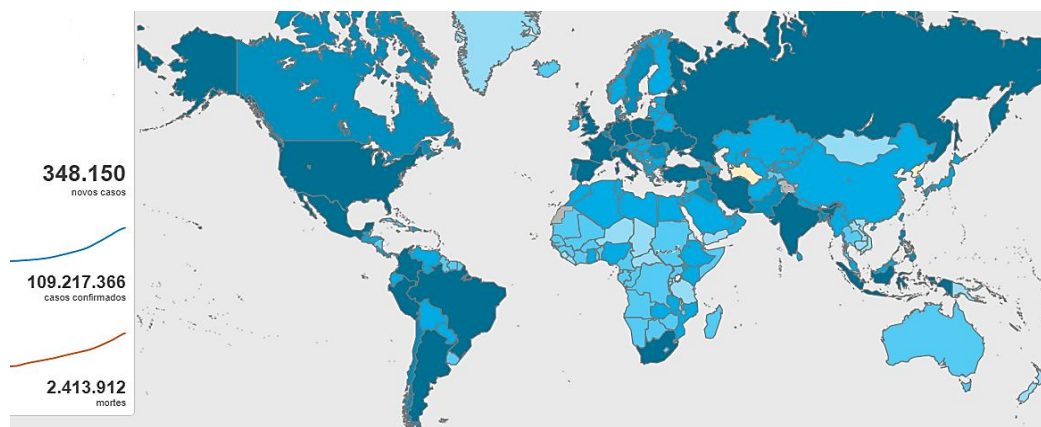 348.150
novos casos
109.217.366
casos confirmados
2.413.912
mortes